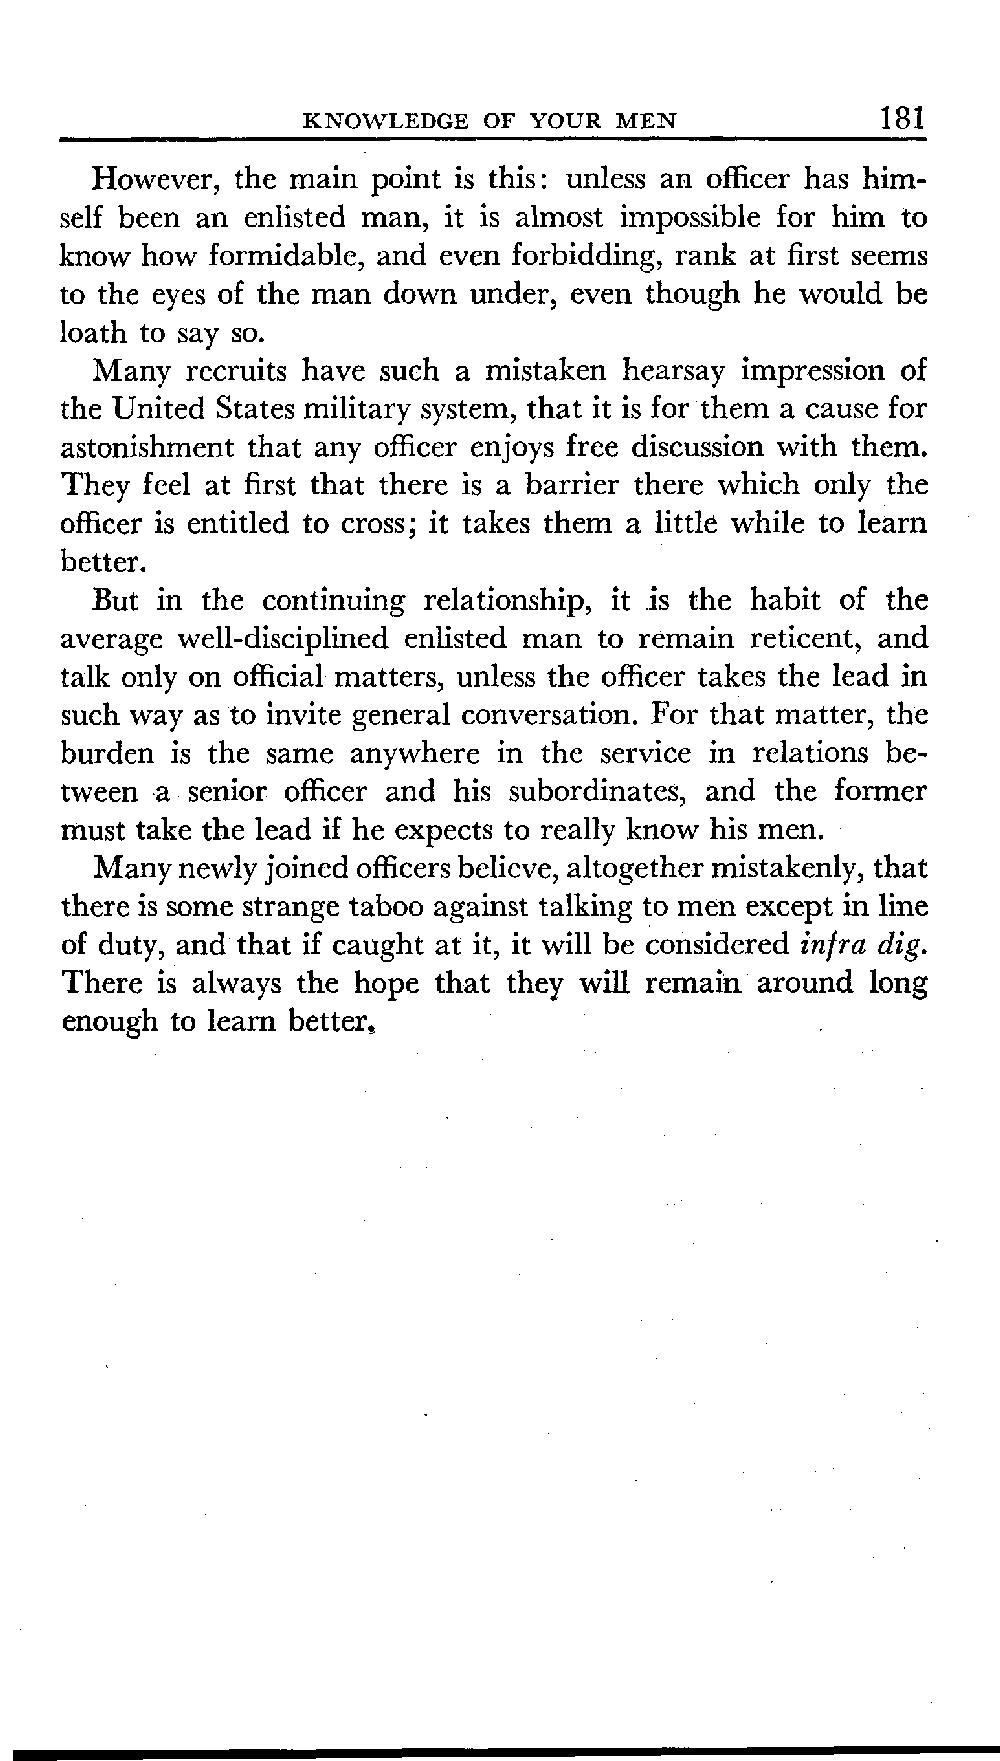 KNOWLEDGE OF YOUR MEN 181
However, the main point is this: unless an officer has him-
self been an enlisted man, it is almost impossible for him to
know how formidable, and even forbidding, rank at first seems
to the eyes of the man down under, even though he would be
loath to say so.
Many recruits have such a mistaken hearsay impression of
the United States military system, that it is for them a cause for
astonishment that any officer enjoys free discussion with them.
They feel at first that there is a barrier there which only the
officer is entitled to cross; it takes them a little while to learn
better.
But in the continuing relationship, it is the habit of the
average well-disciplined enlisted man to remain reticent, and
talk only on official matters, unless the officer takes the lead in
such way as to invite general conversation. For that matter, the
burden is the same anywhere in the service in relations be-
tween a senior officer and his subordinates, and the former
must take the lead if he expects to really know his men.
Many newly joined officers believe, altogether mistakenly, that
there is some strange taboo against talking to men except in line
of duty, and that if caught at it, it will be considered infra dig.
There is always the hope that they will remain around long
enough to learn better.